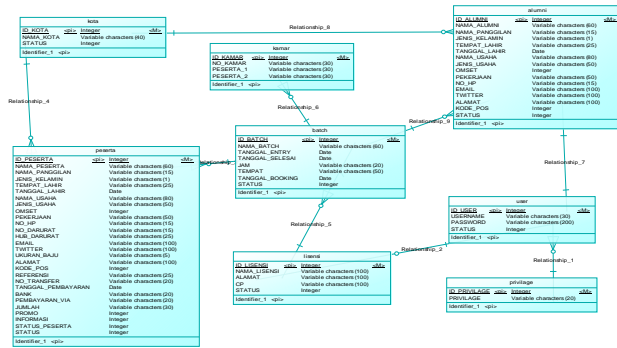 kota
ID_KOTA <pi> Integer <M>
NAMA_KOTA Variable characters (40)
STATUS Integer
Identifier_1 <pi>
Relationship_8
alumni
ID_ALUMNI <pi> Integer <M>
NAMA_ALUMNI Variable characters (60)
NAMA_PANGGILAN Variable characters (15)
JENIS_KELAMIN Variable characters (1)
TEMPAT_LAHIR Variable characters (25)
TANGGAL_LAHIR Date
NAMA_USAHA Variable characters (60)
JENIS_USAHA Variable characters (50)
OMSET Integer
PEKERJAAN Variable characters (50)
NO_HP Variable characters (15)
EMAIL Variable characters (100)
TWITTER Variable characters (100)
ALAMAT Variable characters (100)
KODE_POS Integer
STATUS Integer
Identifier_1 <pi>
kamar
ID_KAMAR <pi> Integer <M>
NO_KAMAR Variable characters (30)
PESERTA_1 Variable characters (30)
PESERTA_2 Variable characters (30)
Identifier_1 <pi>
Relationship_4
Relationship_6
Relationship_9
batch
ID_BATCH <pi> Integer <M>
NAMA_BATCH Variable characters (60)
TANGGAL_ENTRY Date
TANGGAL_SELESAI Date
JAM Variable characters (20)
TEMPAT Variable characters (50)
TANGGAL_BOOKING Date
STATUS Integer
Identifier_1 <pi>
peserta
ID_PESERTA <pi> Integer <M>
NAMA_PESERTA Variable characters (60)
NAMA_PANGGILAN Variable characters (15)
JENIS_KELAMIN Variable characters (1)
TEMPAT_LAHIR Variable characters (25)
TANGGAL_LAHIR Date
NAMA_USAHA Variable characters (60)
JENIS_USAHA Variable characters (50)
OMSET Integer
PEKERJAAN Variable characters (50)
NO_HP Variable characters (15)
NO_DARURAT Variable characters (15)
HUB_DARURAT Variable characters (25)
EMAIL Variable characters (100)
TWITTER Variable characters (100)
UKURAN_BAJU Variable characters (5)
ALAMAT Variable characters (100)
KODE_POS Integer
REFERENSI Variable characters (25)
NO_TRANSFER Variable characters (20)
TANGGAL_PEMBAYARAN Date
BANK Variable characters (20)
PEMBAYARAN_VIA Variable characters (20)
JUMLAH Variable characters (30)
PROMO Integer
INFORMASI Integer
STATUS_PESERTA Integer
STATUS Integer
Identifier_1 <pi>
Relationship_7
user
ID_USER <pi> Integer <M>
USERNAME Variable characters (30)
PASSWORD Variable characters (200)
STATUS Integer
Identifier_1 <pi>
Relationship_5
Relationship_2
lisensi
ID_LISENSI <pi> Integer <M>
NAMA_LISENSI Variable characters (100)
ALAMAT Variable characters (100)
CP Variable characters (100)
STATUS Integer
Identifier_1 <pi>
Relationship_1
privilage
ID_PRIVILAGE <pi> Integer <M>
PRIVILAGE Variable characters (20)
Identifier_1 <pi>